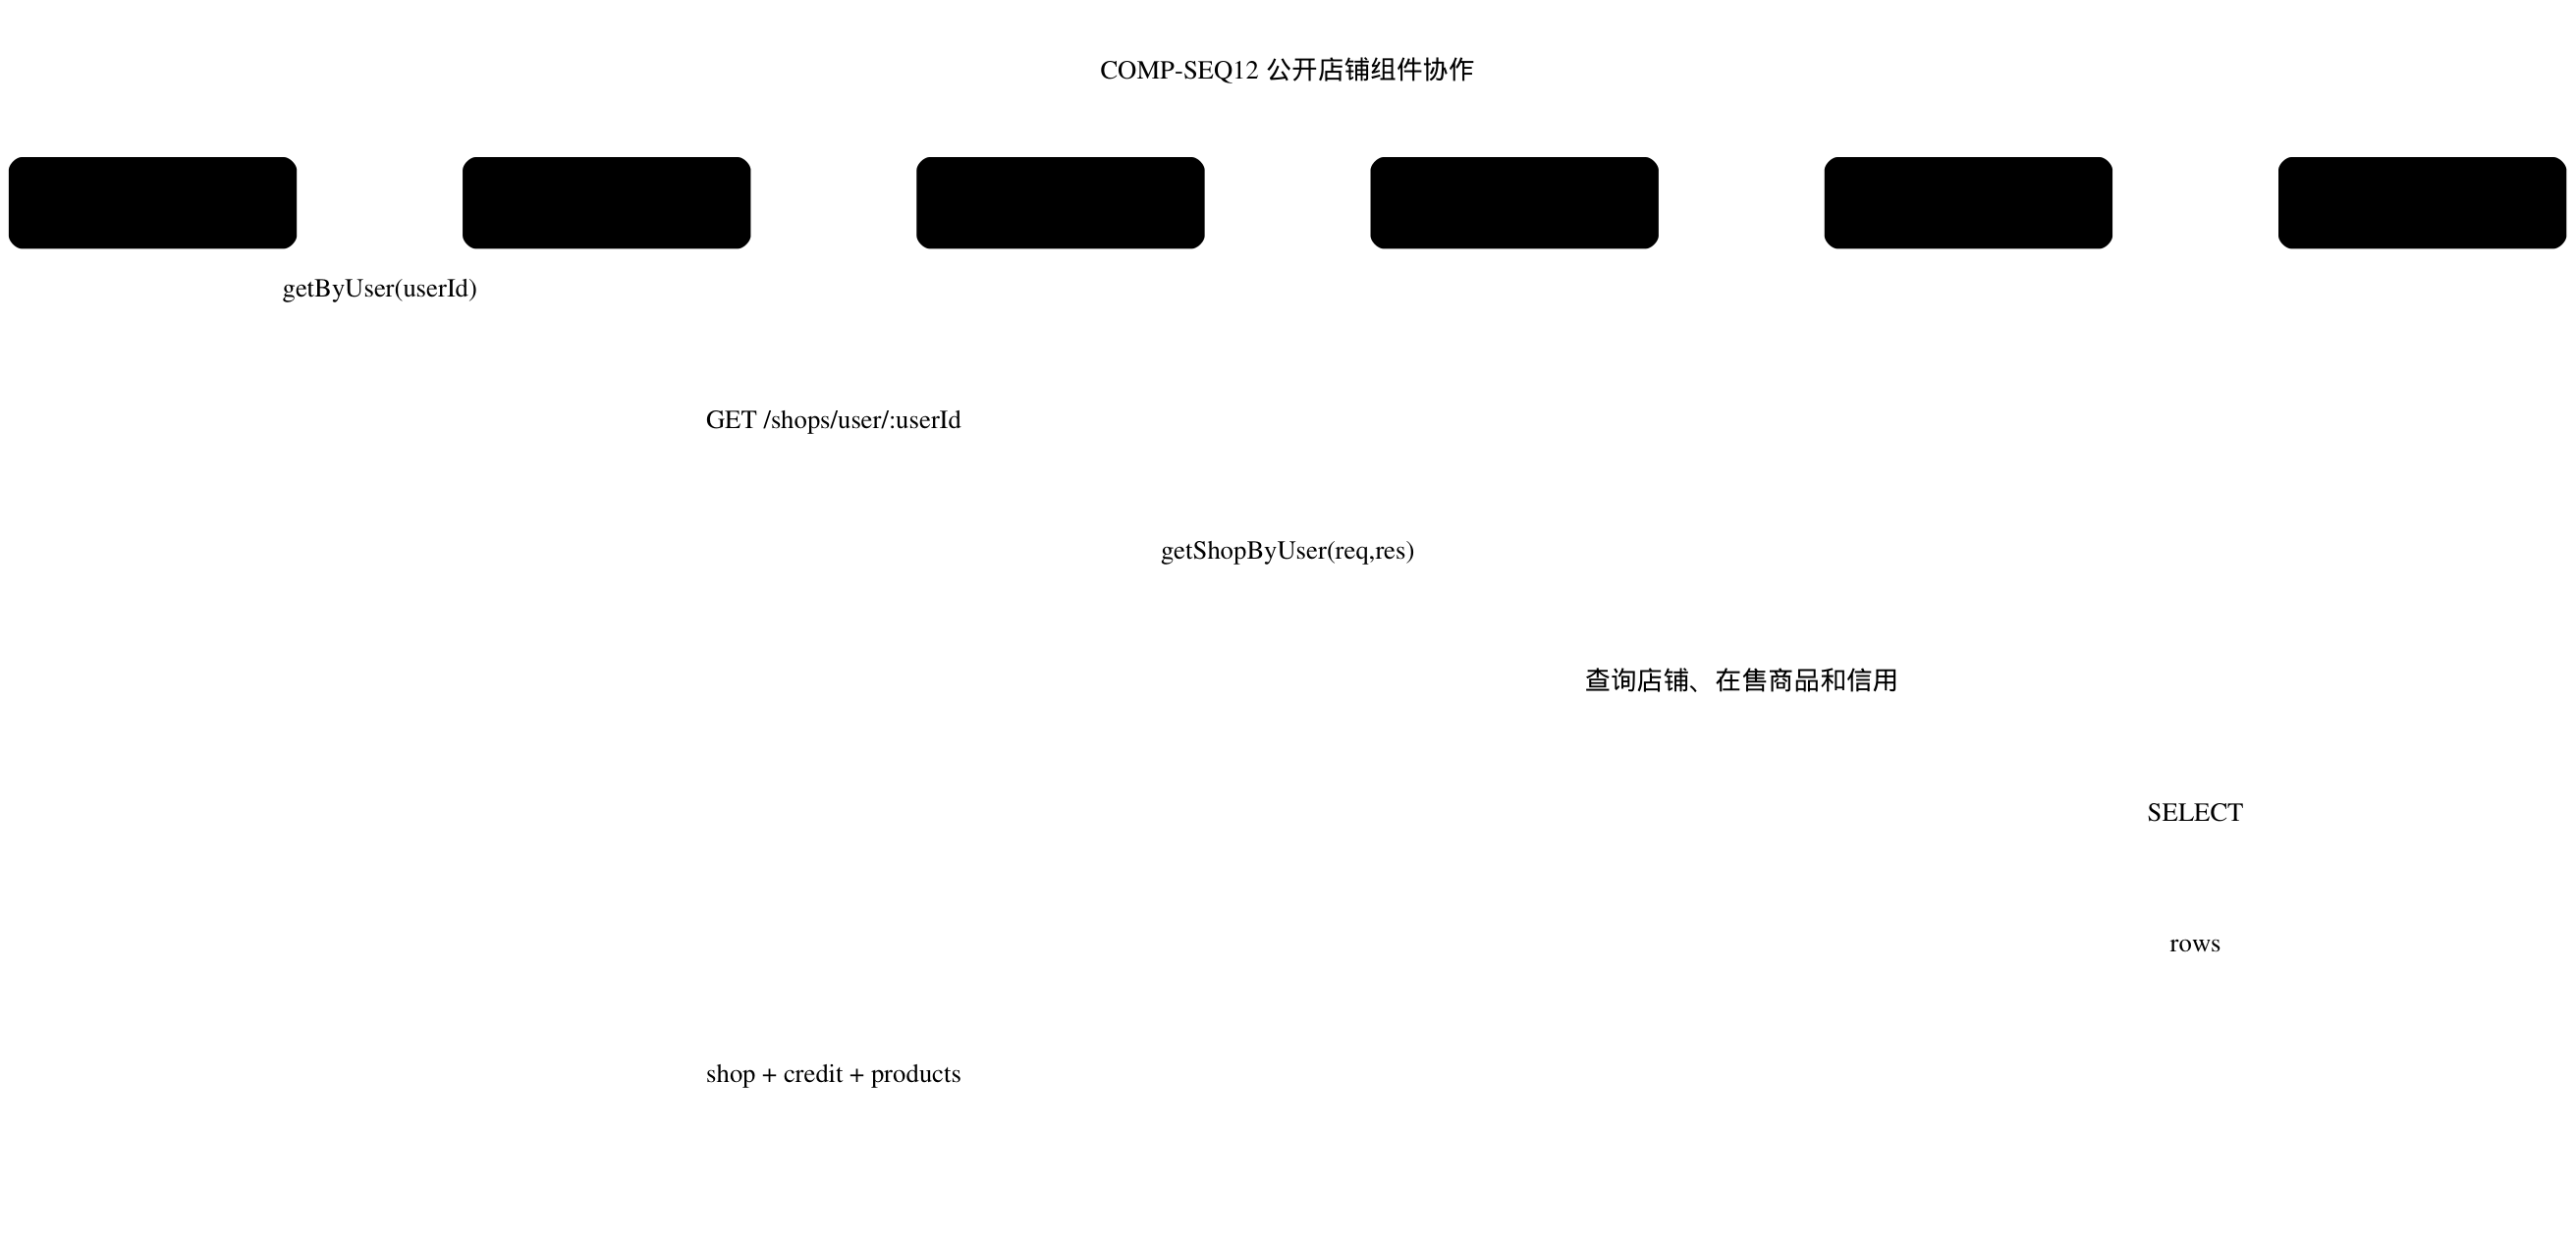 COMP-SEQ12 公开店铺组件协作
getByUser(userId)
GET /shops/user/:userId
getShopByUser(req,res)
查询店铺、在售商品和信用
SELECT
rows
shop + credit + products